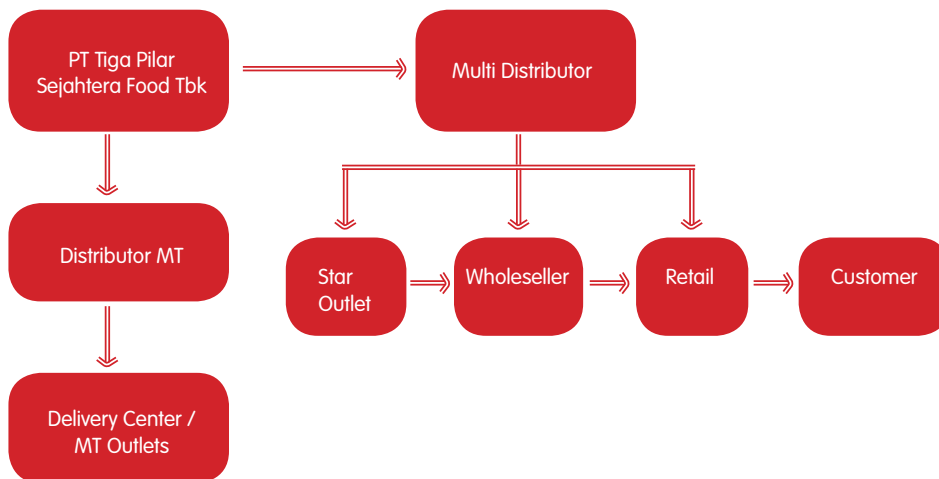 PT Tiga Pilar
Sejahtera Food Tbk
Multi Distributor
Distributor MT
Star
Outlet
Wholeseller
Retail
Customer
Delivery Center /
MT Outlets